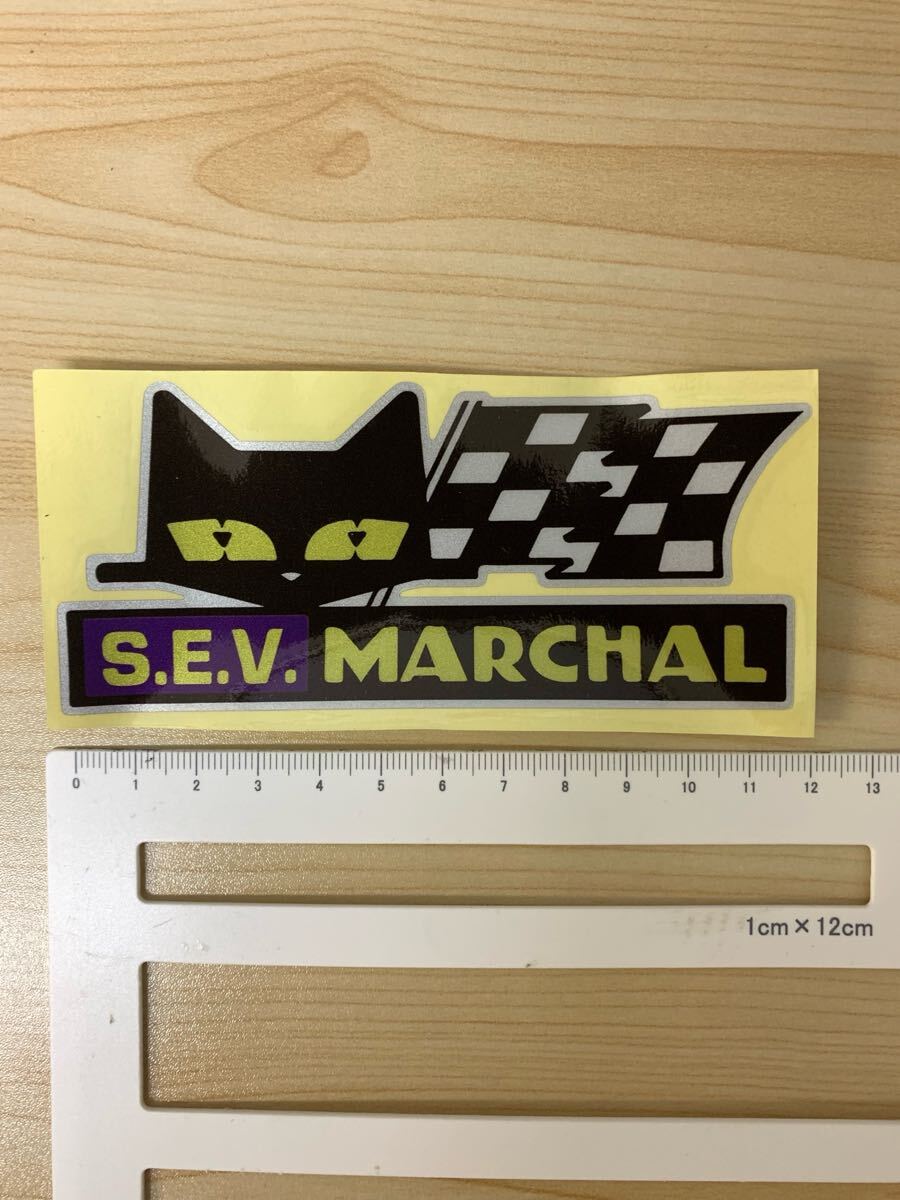 S.E.V. MARCHAL
0 1 2 3 4 5 6 7 8 9 10 11 12 13
1cm×12cm